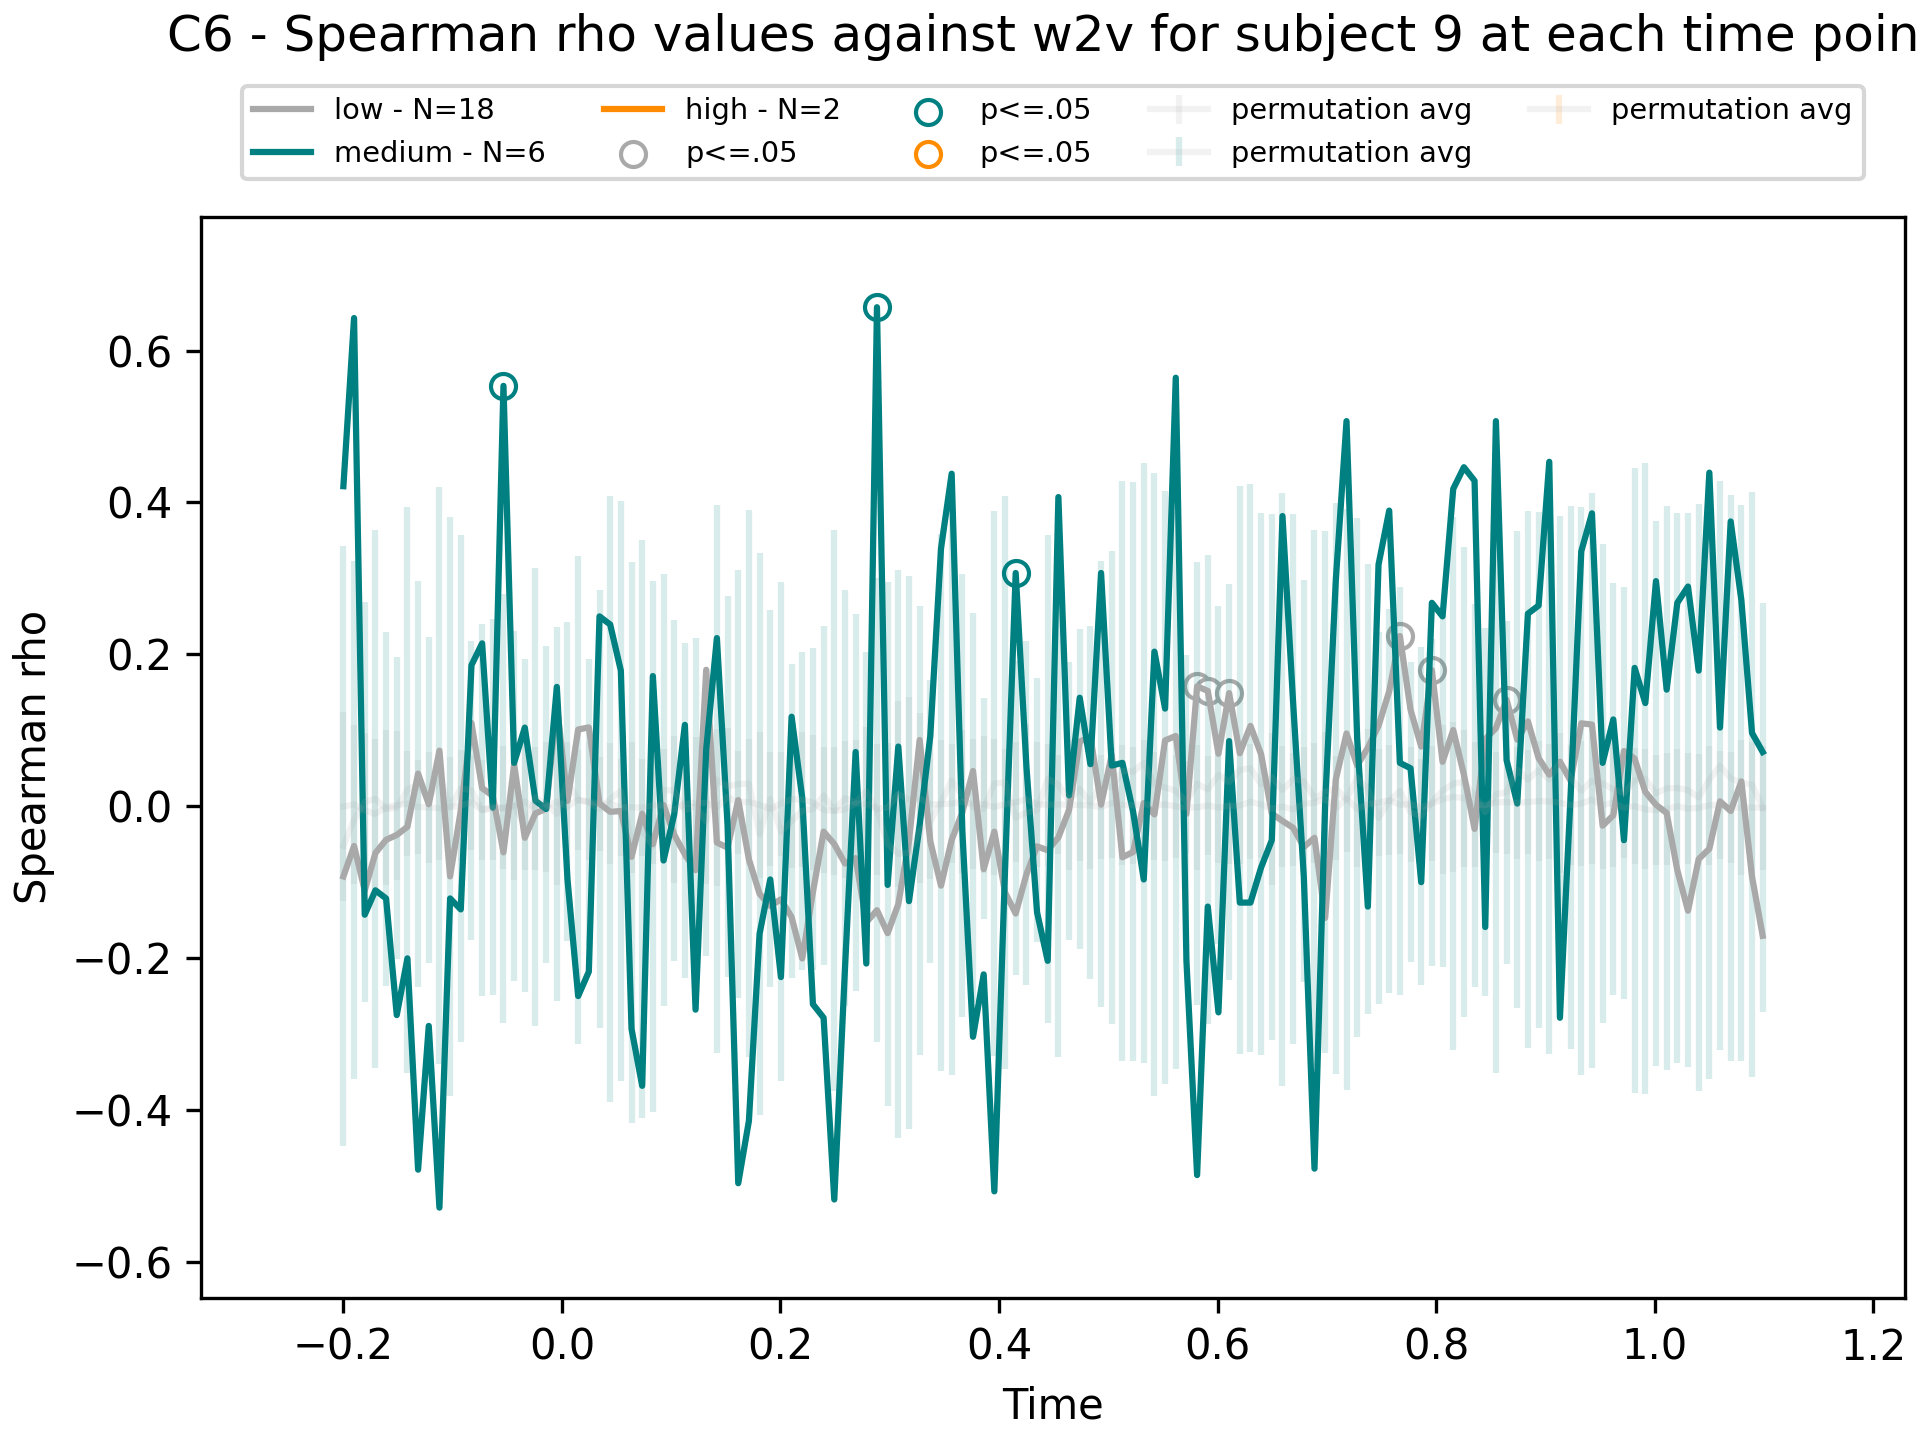 C6 - Spearman rho values against w2v for subject 9 at each time poin
low - N=18
medium - N=6
high - N=2
p<=.05
p<=.05
p<=.05
permutation avg
permutation avg
permutation avg
Spearman rho
0.6
0.4
0.2
0.0
−0.2
−0.4
−0.6
−0.2 0.0 0.2 0.4 0.6 0.8 1.0 1.2
Time